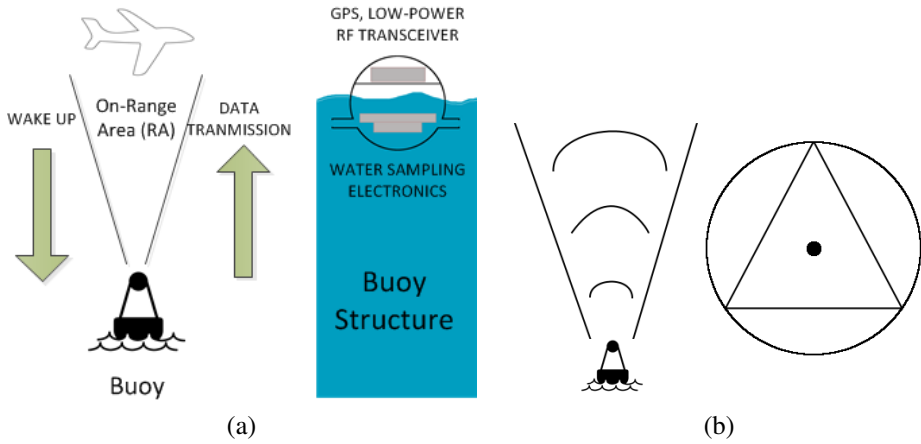 WAKE UP
On-Range
Area (RA)
DATA
TRANMISSION
Buoy
GPS, LOW-POWER
RF TRANSCEIVER
WATER SAMPLING
ELECTRONICS
Buoy
Structure
(a)
(b)